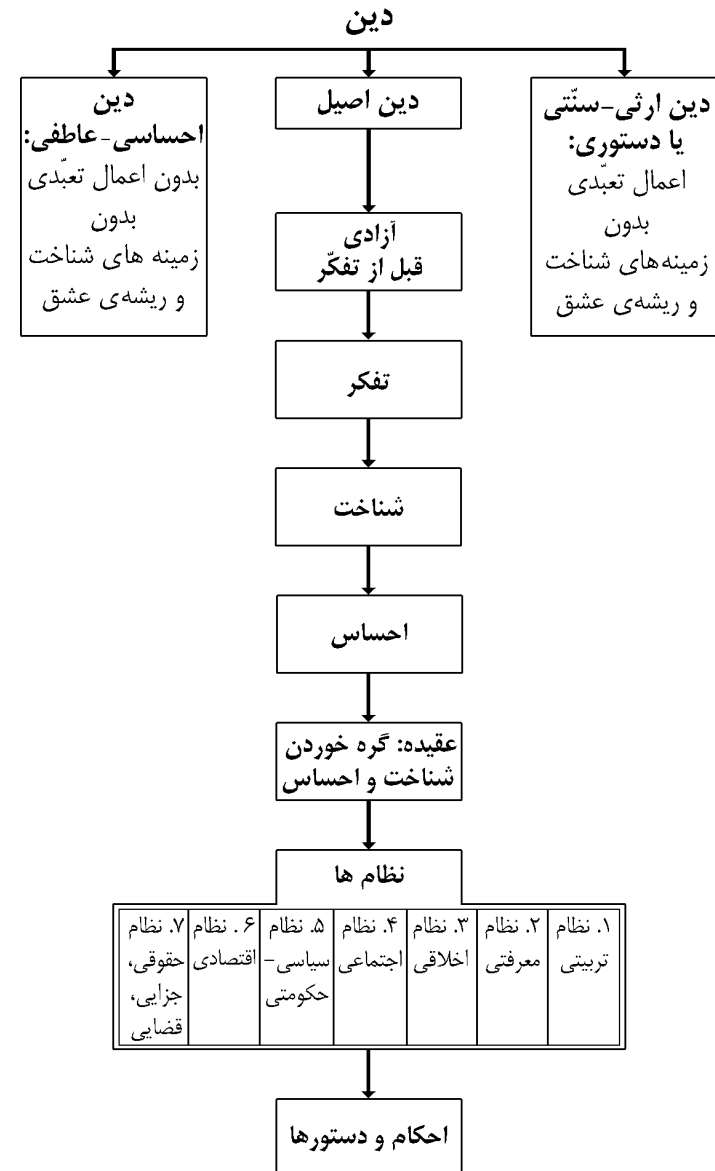 دین
دین ارثی-سنّتی
یا دستوری:
اعمال تعبّدی
بدون
زمینه‌های شناخت
و ریشه‌ی عشق
دین اصیل
دین
احساسی-عاطفی:
بدون اعمال تعبّدی
بدون
زمینه های شناخت
و ریشه‌ی عشق
آزادی
قبل از تفکّر
تفکر
شناخت
احساس
عقیده: گره خوردن
شناخت و احساس
نظام ها
۱. نظام
تربیتی
۲. نظام
معرفتی
۳. نظام
اخلاقی
۴. نظام
اجتماعی
۵. نظام
سیاسی-
حکومتی
۶. نظام
اقتصادی
۷. نظام
حقوقی،
جزایی،
قضایی
احکام و دستورها